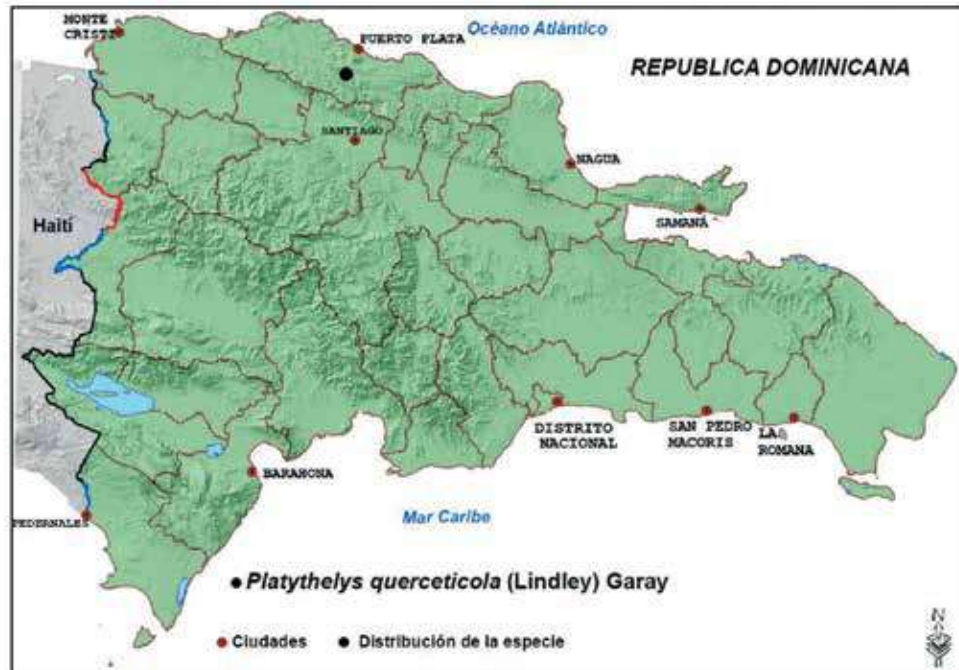 MONTE
CRISTI
PUERTO PLATA
Océano Atlántico
REPUBLICA DOMINICANA
SANTIAGO
NAGUA
SAMANÁ
Haití
DISTRITO
NACIONAL
SAN PEDRO
MACORIS
LA
ROMANA
BARAHONA
Mar Caribe
PEDERNALES
Platythelys querceticola (Lindley) Garay
Ciudades
Distribución de la especie
N